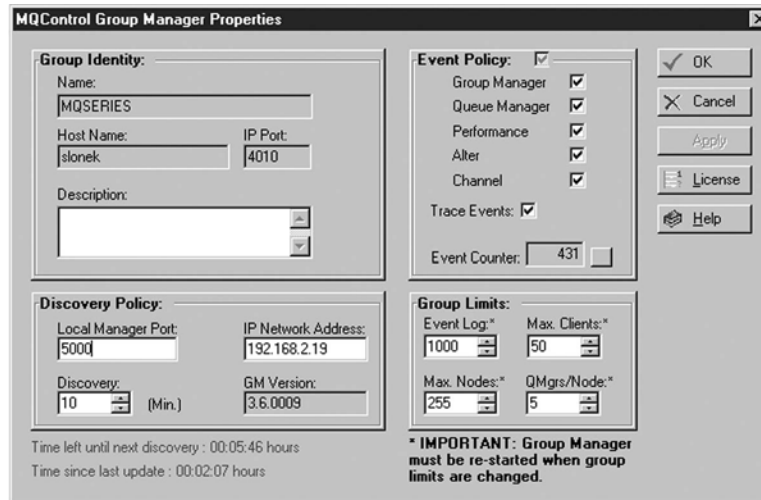 MQControl Group Manager Properties
Group Identity:
Name:
MQSERIES
Host Name:
IP Port:
slonek
4010
Description:
Event Policy:
Group Manager
Queue Manager
Performance
Alter
Channel
Trace Events:
Event Counter:
431
OK
Cancel
Apply
License
Help
Discovery Policy:
Local Manager Port:
IP Network Address:
5000
192.168.2.19
Discovery:
GM Version:
10
(Min.)
3.6.0009
Group Limits:
Event Log:*
Max. Clients:*
1000
50
Max. Nodes:*
QMgrs/Node:*
255
5
Time left until next discovery : 00:05:46 hours
Time since last update : 00:02:07 hours
* IMPORTANT: Group Manager
must be re-started when group
limits are changed.